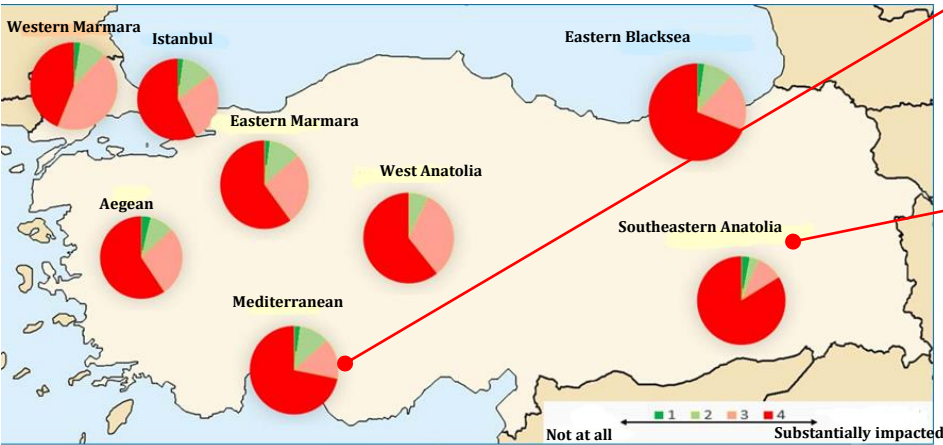 Western Marmara
Istanbul
Eastern Blacksea
Eastern Marmara
West Anatolia
Aegean
Southeastern Anatolia
Mediterranean
1 2 3 4
Not at all Substantially impacted